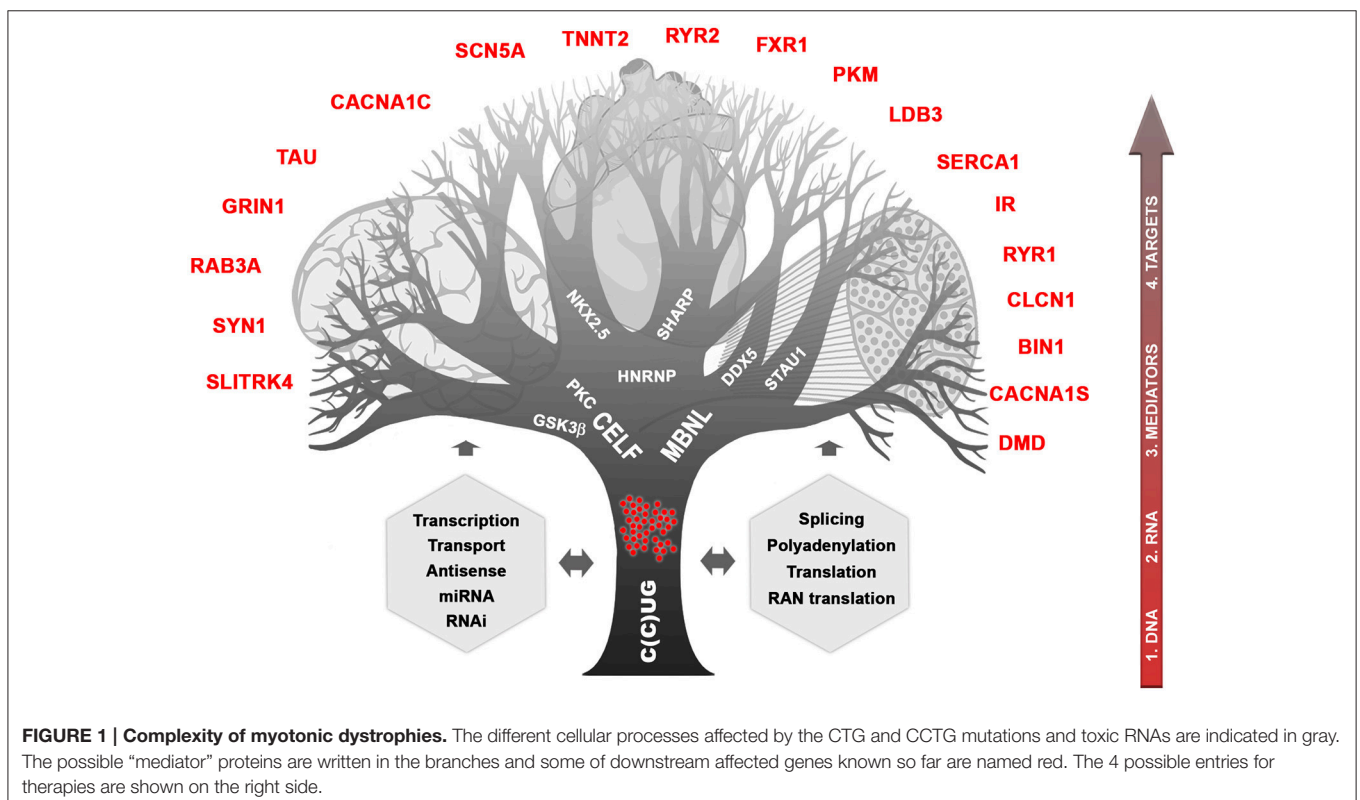 SCN5A
TNNT2
RYR2
FXR1
PKM
CACNA1C
LDB3
TAU
SERCA1
GRIN1
IR
RAB3A
RYR1
SYN1
CLCN1
SLITRK4
BIN1
CACNA1S
DMD
NKX2.5
SHARP
HNRNP
DDX5
STAU1
PKC
GSK3β
CELF
MBNL
C(C)UG
Transcription
Transport
Antisense
miRNA
RNAi
Splicing
Polyadenylation
Translation
RAN translation
4. TARGETS
3. MEDIATORS
2. RNA
1. DNA
FIGURE 1 | Complexity of myotonic dystrophies. The different cellular processes affected by the CTG and CCTG mutations and toxic RNAs are indicated in gray.
The possible “mediator” proteins are written in the branches and some of downstream affected genes known so far are named red. The 4 possible entries for
therapies are shown on the right side.